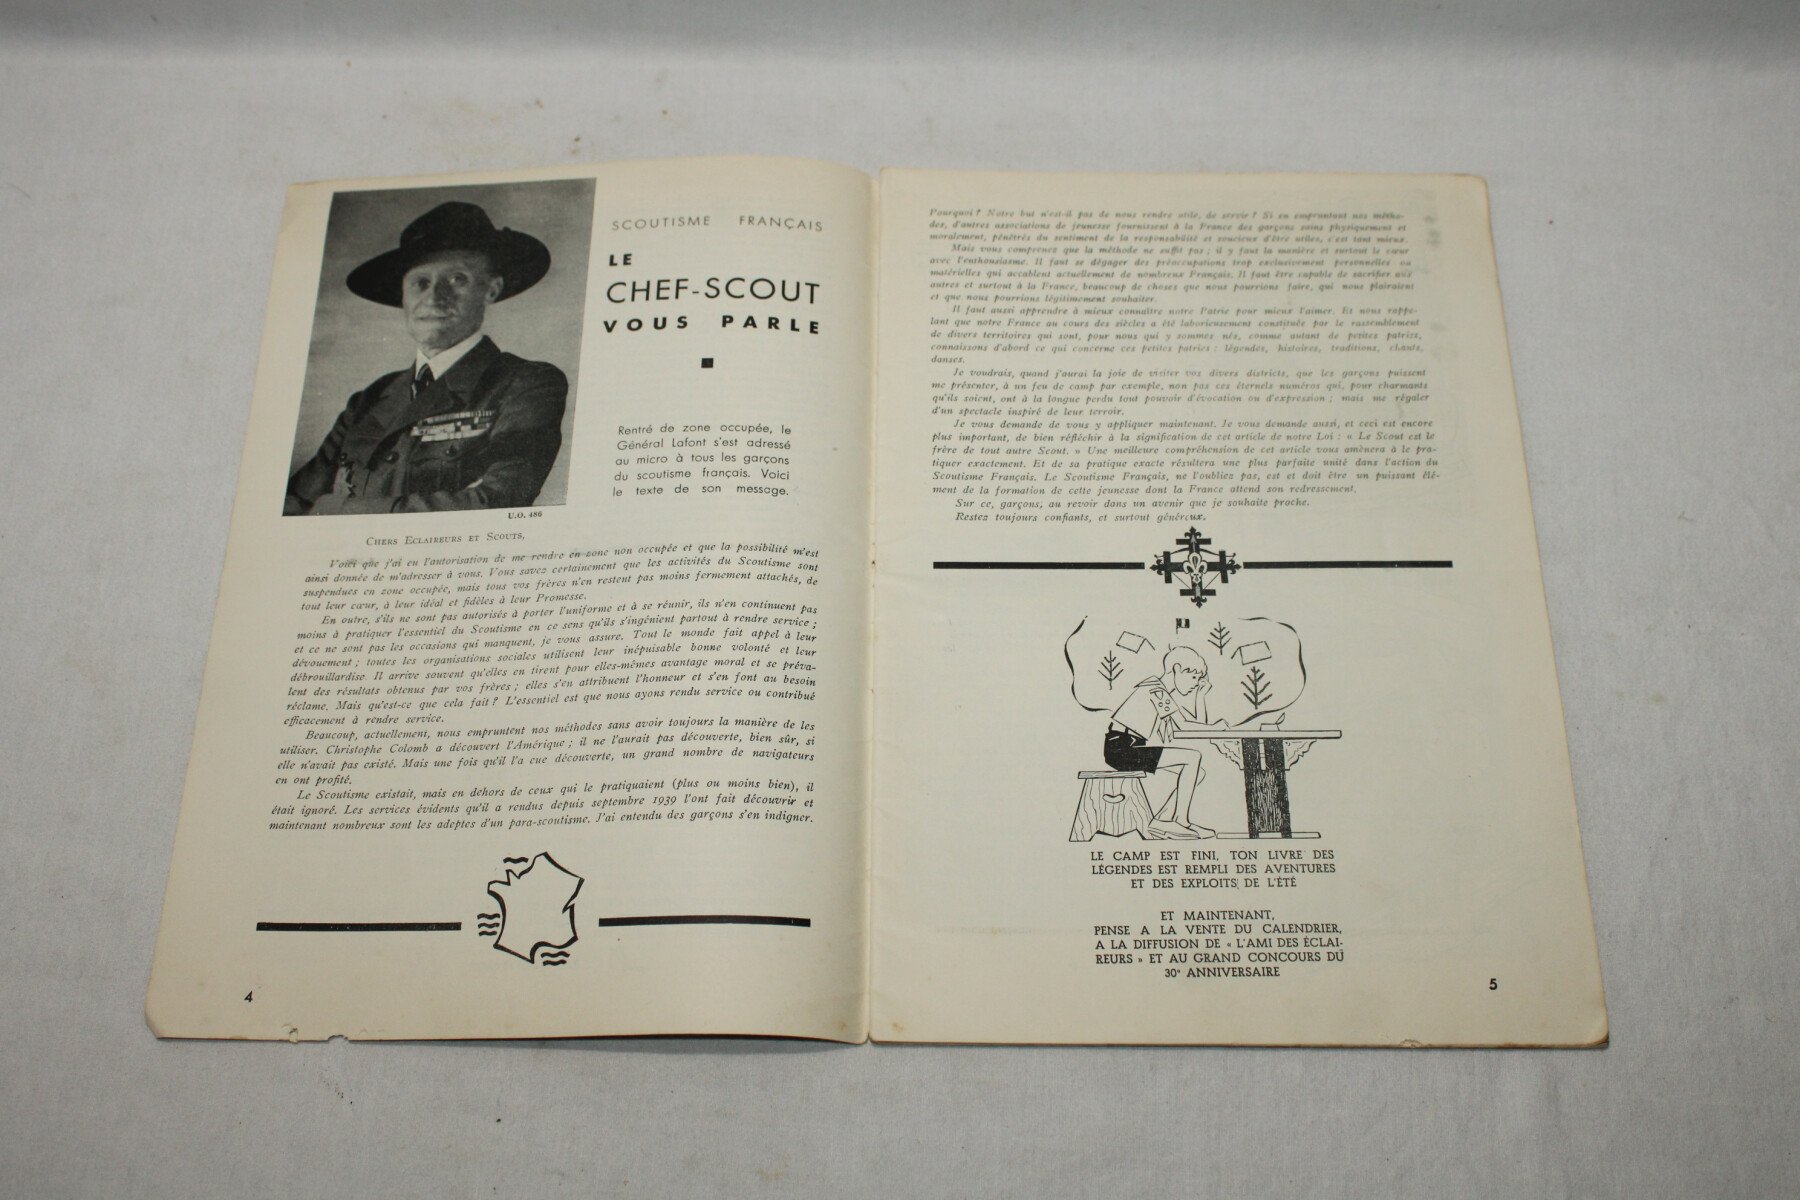 SCOUTISME FRANÇAIS
LE
CHEF-SCOUT
VOUS PARLE
Rentré de zone occupée, le
Général Lafont s'est adressé
au micro à tous les garçons
du scoutisme français. Voici
le texte de son message.
U.O. 486
CHERS ECLAIREURS ET SCOUTS,
Voici que j'ai eu l'autorisation de me rendre en zone non occupée et que la possibilité m'est
ainsi donnée de m'adresser à vous. Vous savez certainement que les activités du Scoutisme sont
suspendues en zone occupée, mais tous vos frères n'en restent pas moins fermement attachés, de
tout leur cœur, à leur idéal et fidèles à leur Promesse.
En outre, s'ils ne sont pas autorisés à porter l'uniforme et à se réunir, ils n'en continuent pas
moins à pratiquer l'essentiel du Scoutisme en ce sens qu'ils s'ingénient partout à rendre service ;
et ce ne sont pas les occasions qui manquent, je vous assure. Tout le monde fait appel à leur
dévouement ; toutes les organisations sociales utilisent leur inépuisable bonne volonté et leur
débrouillardise. Il arrive souvent qu'elles en tirent pour elles-mêmes avantage moral et se préva-
lent des résultats obtenus par vos frères ; elles s'en attribuent l'honneur et s'en font au besoin
réclame. Mais qu'est-ce que cela fait ? L'essentiel est que nous ayons rendu service ou contribué
efficacement à rendre service.
Beaucoup, actuellement, nous empruntent nos méthodes sans avoir toujours la manière de les
utiliser. Christophe Colomb a découvert l'Amérique ; il ne l'aurait pas découverte, bien sûr, si
elle n'avait pas existé. Mais une fois qu'il l'a eue découverte, un grand nombre de navigateurs
en ont profité.
Le Scoutisme existait, mais en dehors de ceux qui le pratiquaient (plus ou moins bien), il
était ignoré. Les services évidents qu'il a rendus depuis septembre 1939 l'ont fait découvrir et
maintenant nombreux sont les adeptes d'un para-scoutisme. J'ai entendu des garçons s'en indigner.
4
Pourquoi ? Notre but n'est-il pas de nous rendre utile, de servir ? Si en empruntant nos métho-
des, d'autres associations de jeunesse fournissent à la France des garçons sains physiquement et
moralement, pénétrés du sentiment de la responsabilité et soucieux d'être utiles, c'est tant mieux.
Mais vous comprenez que la méthode ne suffit pas ; il y faut la manière et surtout le cœur
avec l'enthousiasme. Il faut se dégager des préoccupations trop exclusivement personnelles ou
matérielles qui accablent actuellement de nombreux Français. Il faut être capable de sacrifier aux
autres et surtout à la France, beaucoup de choses que nous pourrions faire, qui nous plairaient
et que nous pourrions légitimement souhaiter.
Il faut aussi apprendre à mieux connaître notre Patrie pour mieux l'aimer. Et nous rappe-
lant que notre France au cours des siècles a été laborieusement constituée par le rassemblement
de divers territoires qui sont, pour nous qui y sommes nés, comme autant de petites patries,
connaissons d'abord ce qui concerne ces petites patries : légendes, histoires, traditions, chants,
danses.
Je voudrais, quand j'aurai la joie de visiter vos divers districts, que les garçons puissent
me présenter, à un feu de camp par exemple, non pas ces éternels numéros qui, pour charmants
qu'ils soient, ont à la longue perdu tout pouvoir d'évocation ou d'expression ; mais me régaler
d'un spectacle inspiré de leur terroir.
Je vous demande de vous y appliquer maintenant. Je vous demande aussi, et ceci est encore
plus important, de bien réfléchir à la signification de cet article de notre Loi : « Le Scout est le
frère de tout autre Scout. » Une meilleure compréhension de cet article vous amènera à le pra-
tiquer exactement. Et de sa pratique exacte résultera une plus parfaite unité dans l'action du
Scoutisme Français. Le Scoutisme Français, ne l'oubliez pas, est et doit être un puissant élé-
ment de la formation de cette jeunesse dont la France attend son redressement.
Sur ce, garçons, au revoir dans un avenir que je souhaite proche.
Restez toujours confiants, et surtout généreux.
LE CAMP EST FINI, TON LIVRE DES
LÉGENDES EST REMPLI DES AVENTURES
ET DES EXPLOITS DE L'ÉTÉ
ET MAINTENANT,
PENSE A LA VENTE DU CALENDRIER,
A LA DIFFUSION DE « L'AMI DES ÉCLAI-
REURS » ET AU GRAND CONCOURS DU
30e ANNIVERSAIRE
5